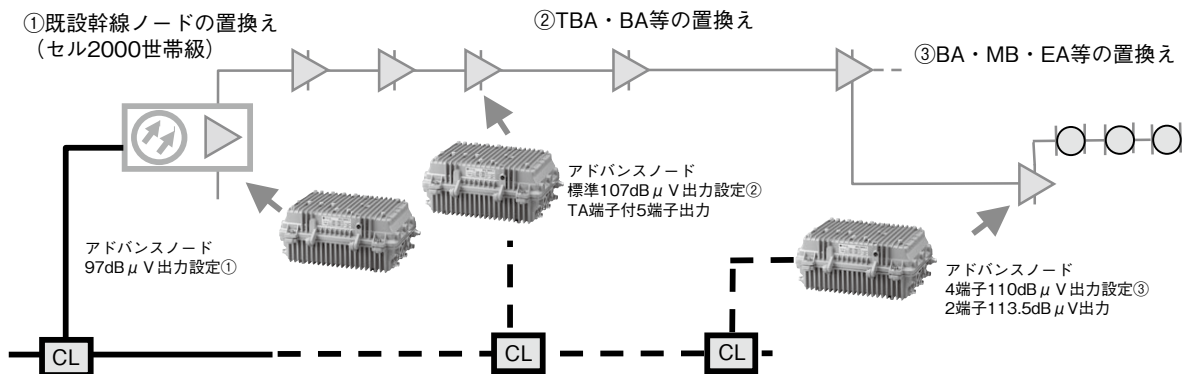 ①既設幹線ノードの置換え
（セル2000世帯級）
②TBA・BA等の置換え
③BA・MB・EA等の置換え
アドバンスノード
標準107dBμV出力設定②
TA端子付5端子出力
アドバンスノード
97dBμV出力設定①
アドバンスノード
4端子110dBμV出力設定③
2端子113.5dBμV出力
CL
CL
CL